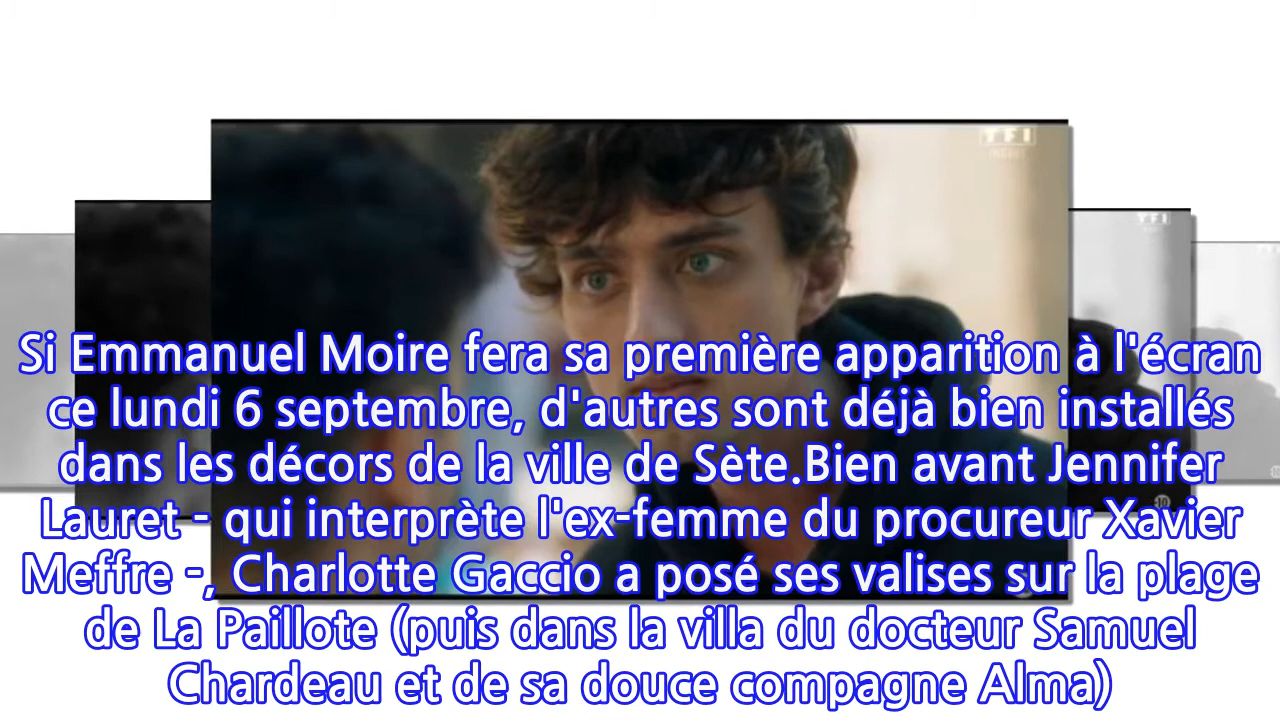 TF1
TF1
Si Emmanuel Moire fera sa première apparition à l'écran
ce lundi 6 septembre, d'autres sont déjà bien installés
dans les décors de la ville de Sète.Bien avant Jennifer
Lauret - qui interprète l'ex-femme du procureur Xavier
-10
Meffre -, Charlotte Gaccio a posé ses valises sur la plage
de La Paillote (puis dans la villa du docteur Samuel
Chardeau et de sa douce compagne Alma)